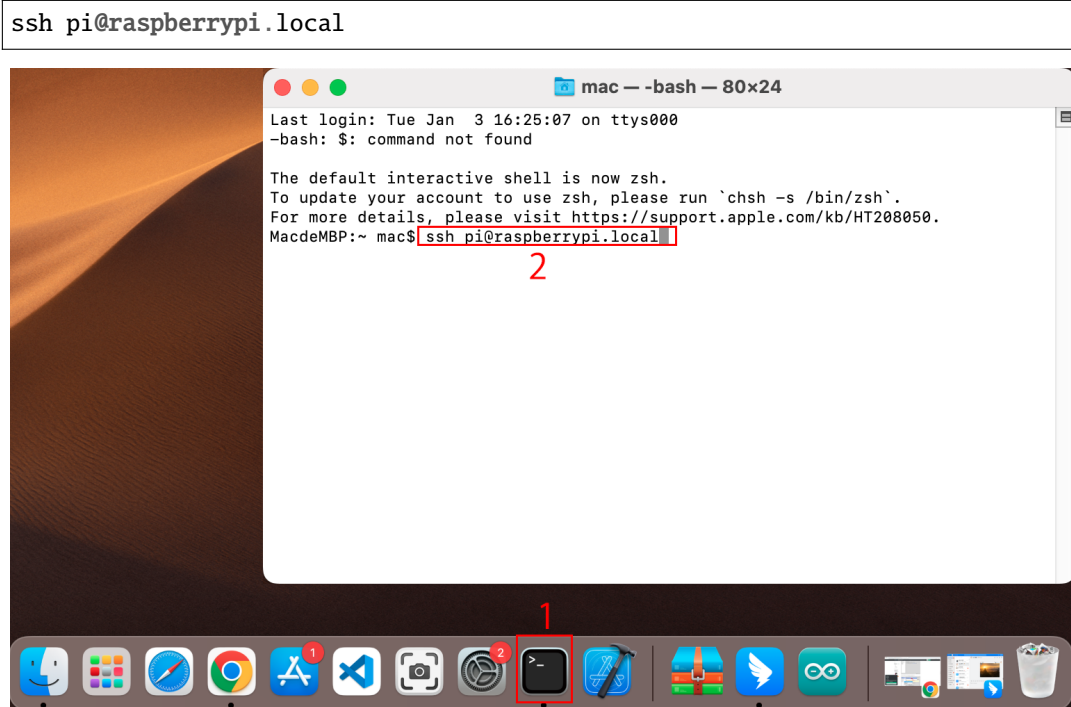 ssh pi@raspberrypi.local
mac — -bash — 80×24
Last login: Tue Jan  3 16:25:07 on ttys000
-bash: $: command not found
The default interactive shell is now zsh.
To update your account to use zsh, please run `chsh -s /bin/zsh`.
For more details, please visit https://support.apple.com/kb/HT208050.
MacdeMBP:~ mac$ ssh pi@raspberrypi.local
2
1
1
2
>_